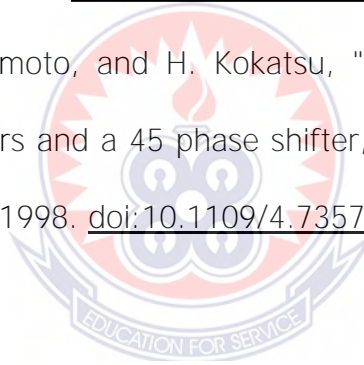 moto, and H. Kokatsu, "
rs and a 45 phase shifter,
1998. doi:10.1109/4.7357
EDUCATION FOR SERVICE